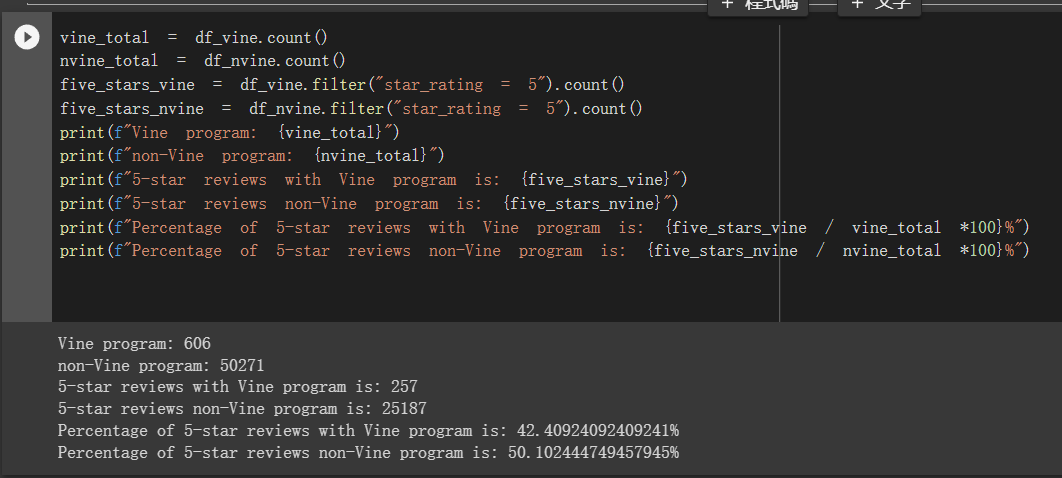 + 程式碼 + 文字
vine_total = df_vine.count()
nvine_total = df_nvine.count()
five_stars_vine = df_vine.filter("star_rating = 5").count()
five_stars_nvine = df_nvine.filter("star_rating = 5").count()
print(f"Vine program: {vine_total}")
print(f"non-Vine program: {nvine_total}")
print(f"5-star reviews with Vine program is: {five_stars_vine}")
print(f"5-star reviews non-Vine program is: {five_stars_nvine}")
print(f"Percentage of 5-star reviews with Vine program is: {five_stars_vine / vine_total *100}%")
print(f"Percentage of 5-star reviews non-Vine program is: {five_stars_nvine / nvine_total *100}%")
Vine program: 606
non-Vine program: 50271
5-star reviews with Vine program is: 257
5-star reviews non-Vine program is: 25187
Percentage of 5-star reviews with Vine program is: 42.40924092409241%
Percentage of 5-star reviews non-Vine program is: 50.102444749457945%